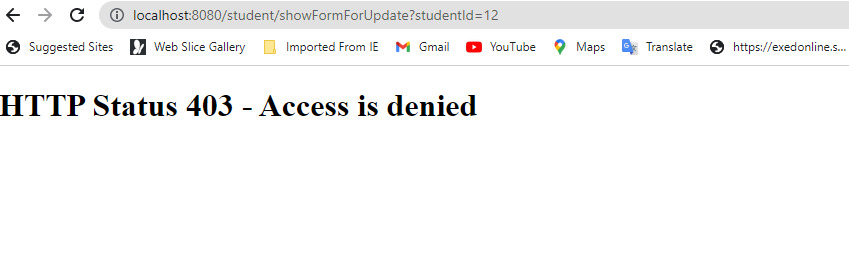 localhost:8080/student/showFormForUpdate?studentId=12
Suggested Sites Web Slice Gallery Imported From IE Gmail YouTube Maps Translate https://exedonline.s...
HTTP Status 403 - Access is denied